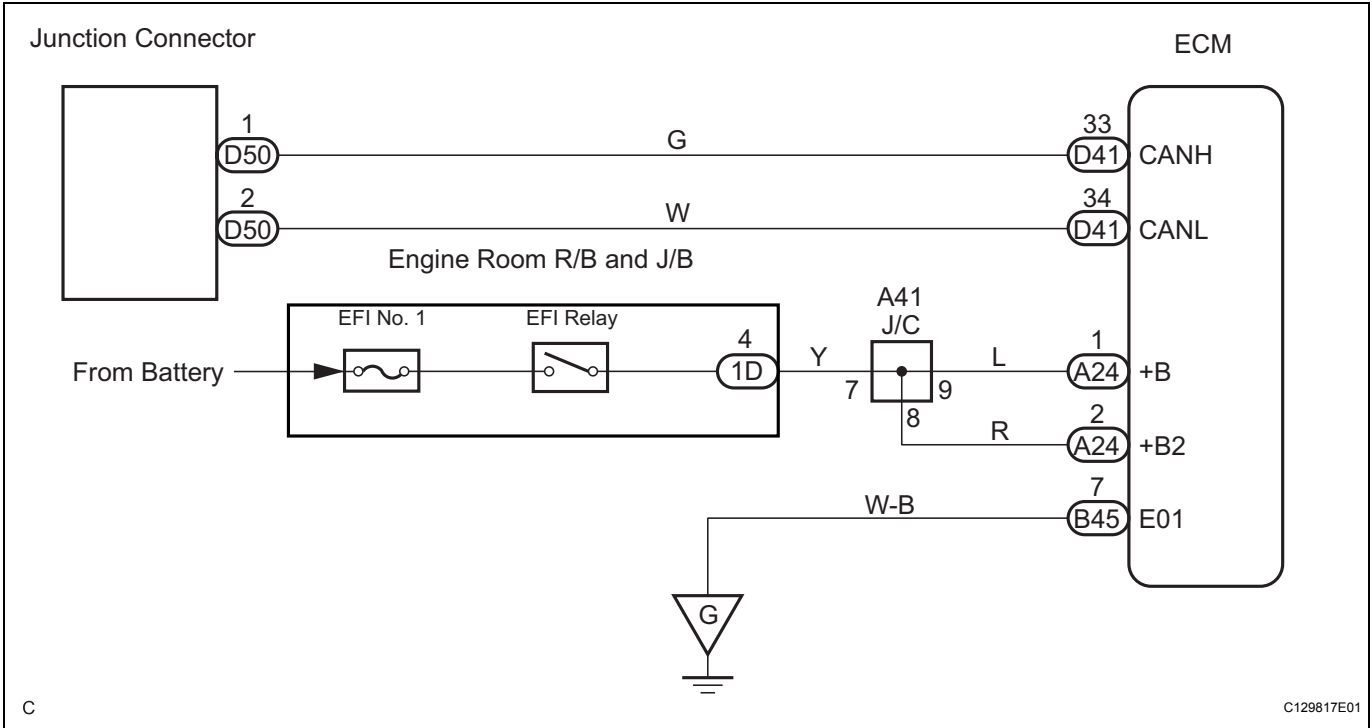 Junction Connector
ECM
1
D50
G
33
D41
CANH
2
D50
W
34
D41
CANL
Engine Room R/B and J/B
EFI No. 1
EFI Relay
A41
J/C
From Battery
4
1D
Y
7
9
L
1
A24
+B
8
R
2
A24
+B2
W-B
7
B45
E01
G
C
C129817E01